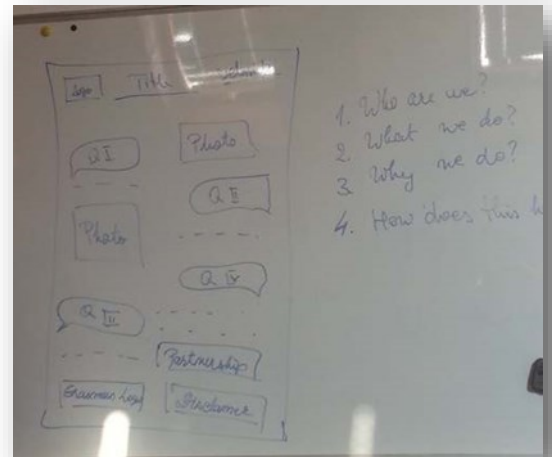 Logo Title
Q I Photo
Q II
Photo
Q IV
Q III
Partnership
Erasmus Logo Disclaimer
1. Who are we?
2. What we do?
3 Why we do?
4. How does this h